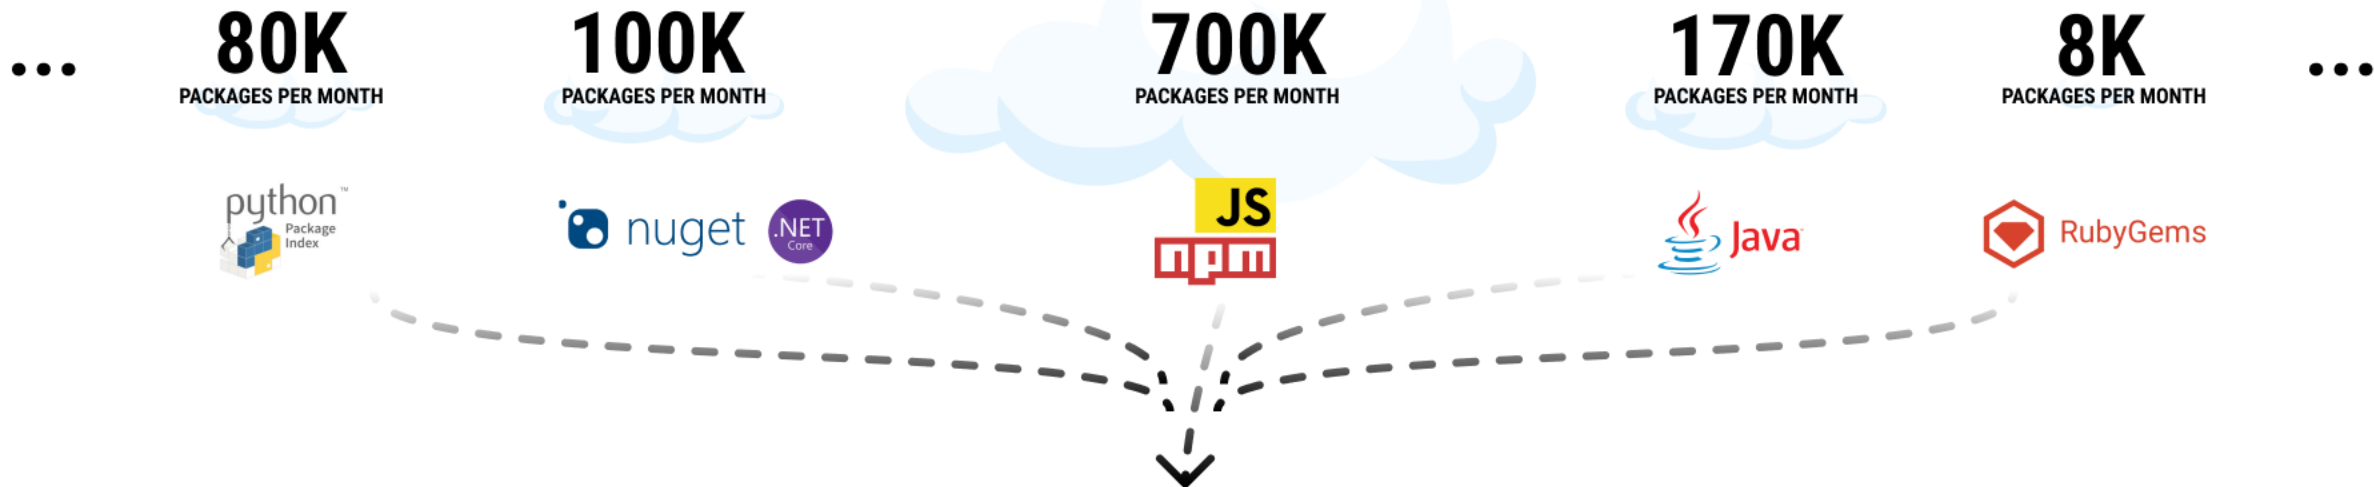 ... 80K 100K 700K 170K 8K ...
PACKAGES PER MONTH PACKAGES PER MONTH PACKAGES PER MONTH PACKAGES PER MONTH PACKAGES PER MONTH
python™
Package
Index
nuget
.NET
Core
JS
npm
Java
RubyGems